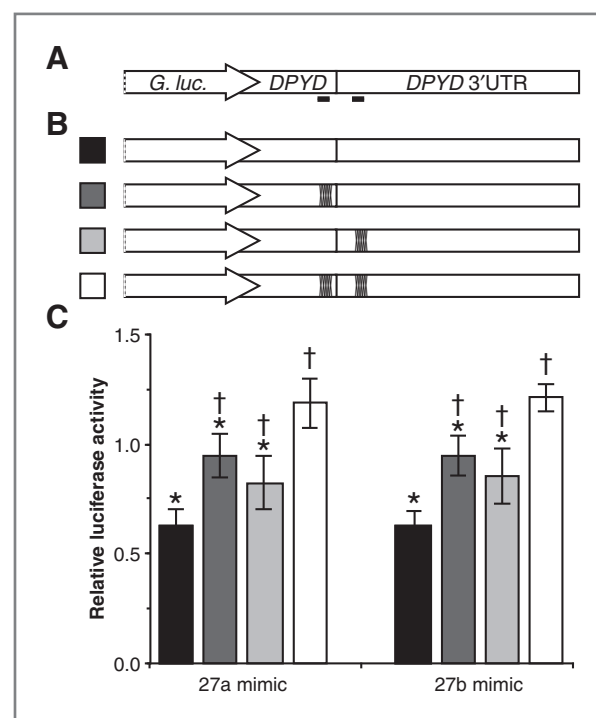 A
G. luc. DPYD DPYD 3′UTR
B
C
Relative luciferase activity
1.5
1.0
0.5
0.0
* † * † * † * † * † * †
27a mimic 27b mimic